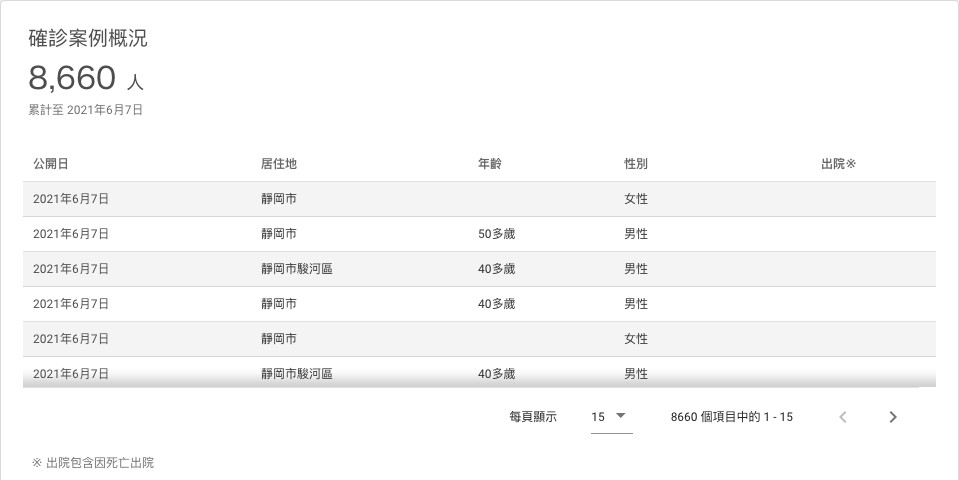 確診案例概況
8,660 人
累計至 2021年6月7日
公開日 居住地 年齡 性別 出院※
2021年6月7日 靜岡市 女性
2021年6月7日 靜岡市 50多歲 男性
2021年6月7日 靜岡市駿河區 40多歲 男性
2021年6月7日 靜岡市 40多歲 男性
2021年6月7日 靜岡市 女性
2021年6月7日 靜岡市駿河區 40多歲 男性
每頁顯示 15 8660 個項目中的 1 - 15
※ 出院包含因死亡出院